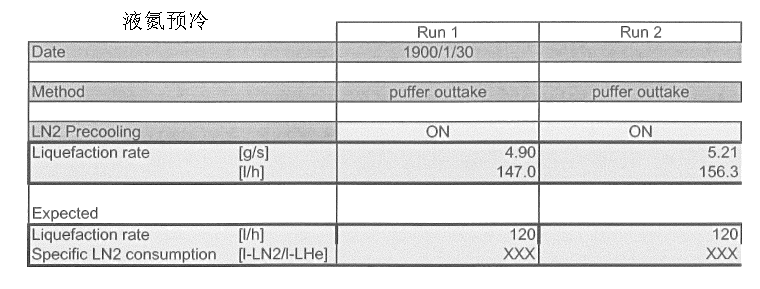 液氮预冷
Run 1 Run 2
Date 1900/1/30
Method puffer outtake puffer outtake
LN2 Precooling ON ON
Liquefaction rate [g/s] 4.90 5.21
[l/h] 147.0 156.3
Expected
Liquefaction rate [l/h] 120 120
Specific LN2 consumption [l-LN2/l-LHe] XXX XXX